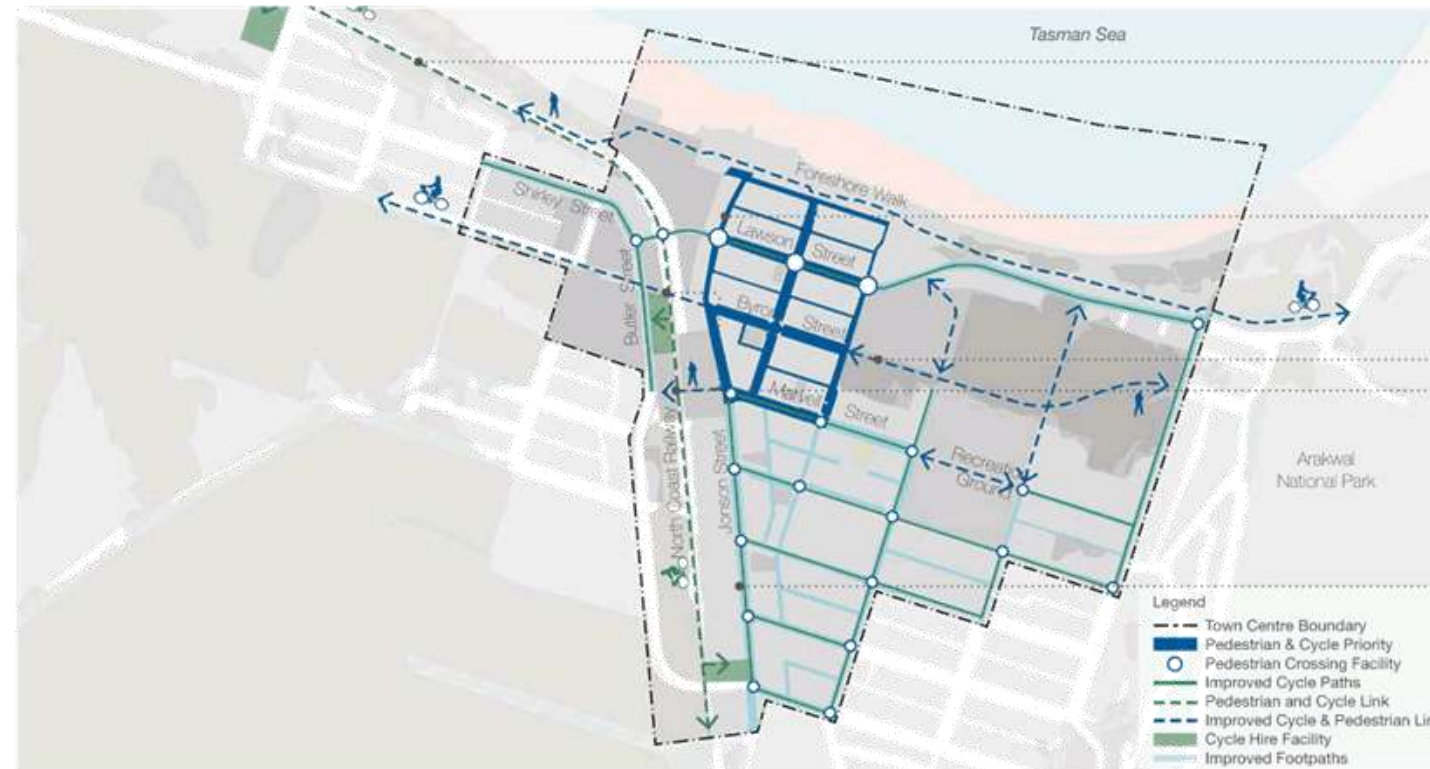 Tasman Sea
Foreshore Walk
Shirley Street
Lawson Street
Butler Street
Byron Street
Marvell Street
North Coast Railway
Jonson Street
Recreation
Ground
Arakwal
National Park
Legend
Town Centre Boundary
Pedestrian & Cycle Priority
Pedestrian Crossing Facility
Improved Cycle Paths
Pedestrian and Cycle Link
Improved Cycle & Pedestrian Lin
Cycle Hire Facility
Improved Footpaths